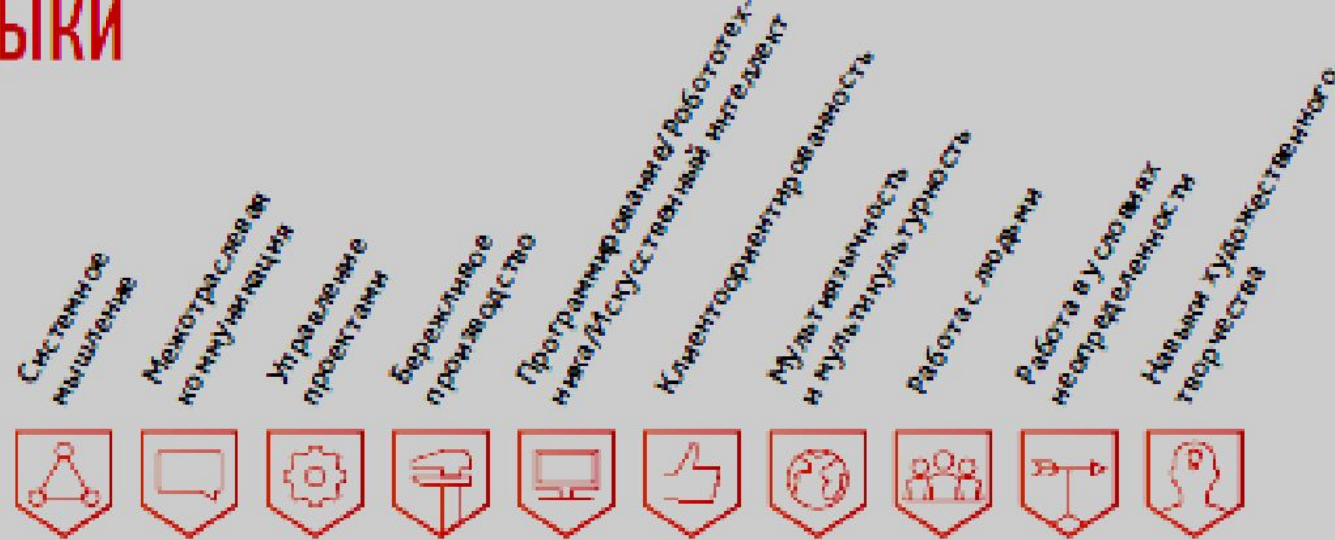 ЫКИ
Системное
мышление
Межотраслевая
коммуникация
Управление
проектами
Бережливое
производство
Программирование/Робототех-
ника/Искусственный интеллект
Клиентоориентированность
Мультиязычность
и мультикультурность
Работа с людьми
Работа в условиях
неопределенности
Навыки художественного
творчества